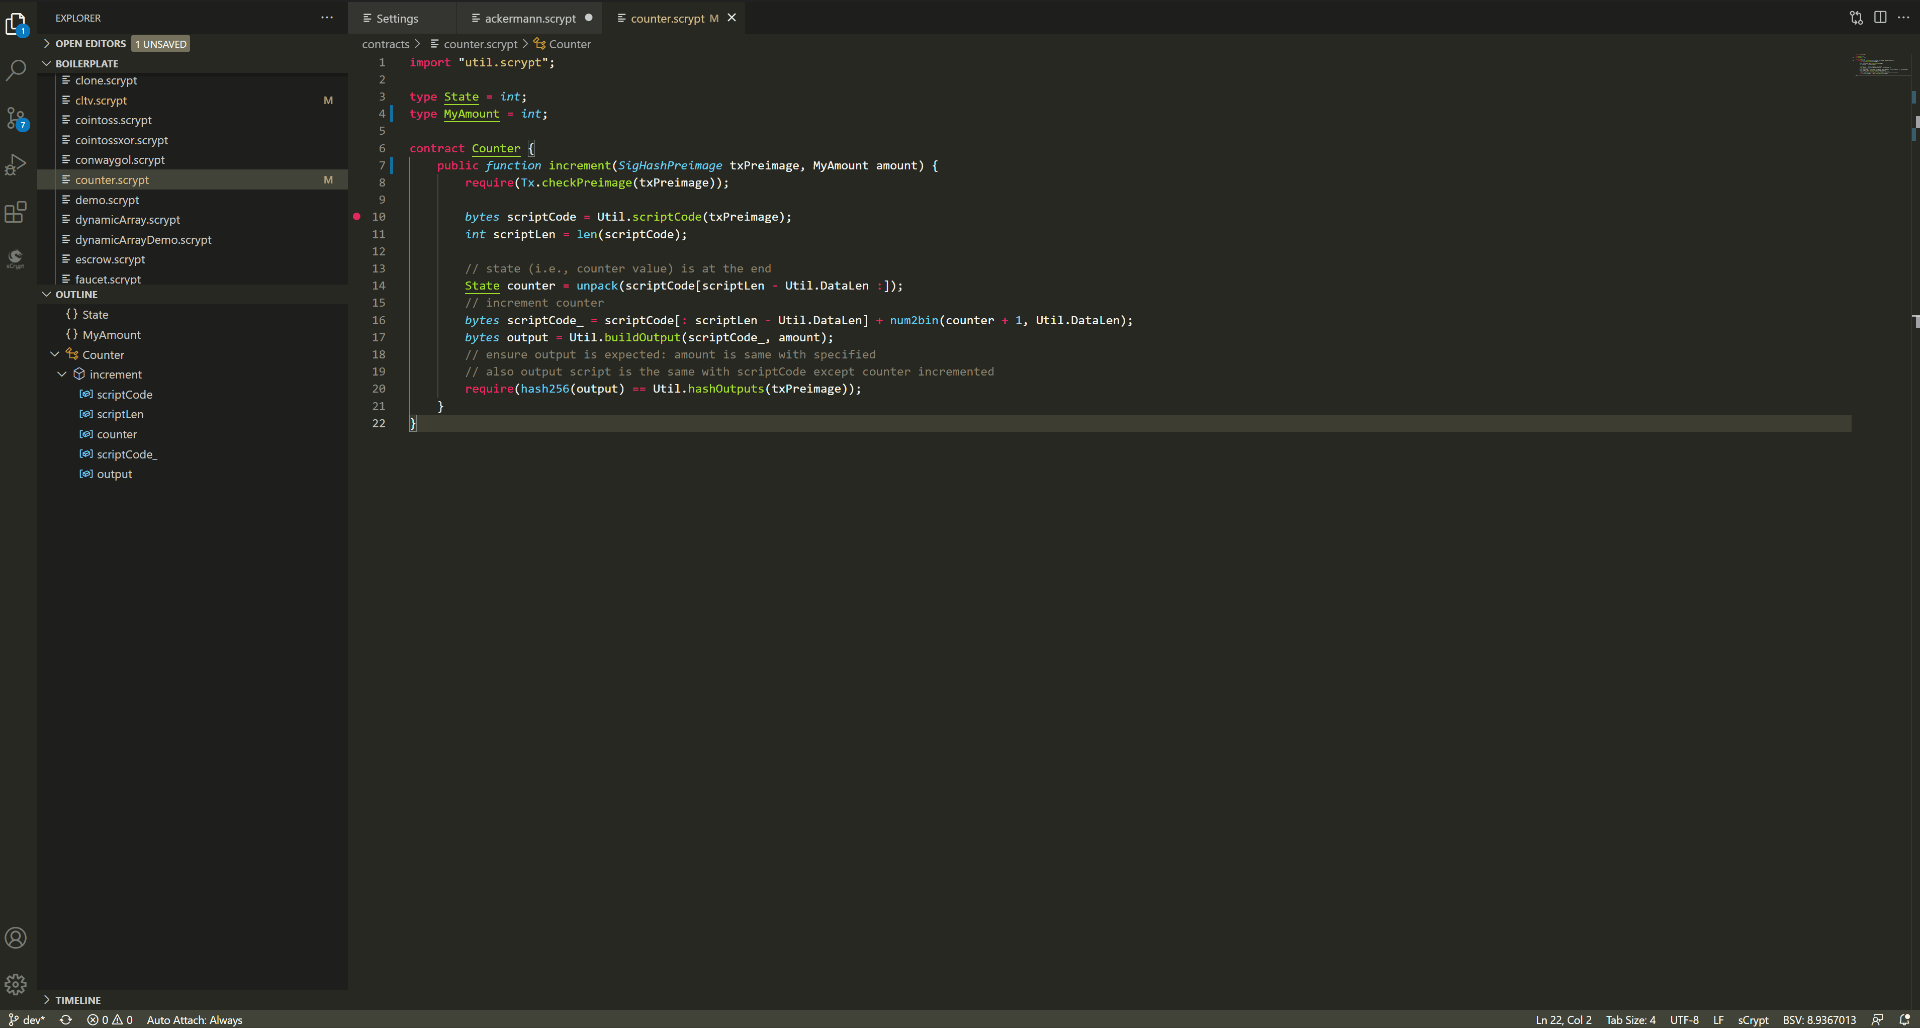 EXPLORER
OPEN EDITORS 1 UNSAVED
BOILERPLATE
clone.scrypt
cltv.scrypt M
cointoss.scrypt
cointossxor.scrypt
conwaygol.scrypt
counter.scrypt M
demo.scrypt
dynamicArray.scrypt
dynamicArrayDemo.scrypt
escrow.scrypt
faucet.scrypt
OUTLINE
State
MyAmount
Counter
increment
scriptCode
scriptLen
counter
scriptCode_
output
TIMELINE
1
7
sCrypt
Settings
ackermann.scrypt
counter.scrypt M
contracts > counter.scrypt > Counter
1 import "util.scrypt";
2
3 type State = int;
4 type MyAmount = int;
5
6 contract Counter {
7 public function increment(SigHashPreimage txPreimage, MyAmount amount) {
8 require(Tx.checkPreimage(txPreimage));
9
10 bytes scriptCode = Util.scriptCode(txPreimage);
11 int scriptLen = len(scriptCode);
12
13 // state (i.e., counter value) is at the end
14 State counter = unpack(scriptCode[scriptLen - Util.DataLen :]);
15 // increment counter
16 bytes scriptCode_ = scriptCode[: scriptLen - Util.DataLen] + num2bin(counter + 1, Util.DataLen);
17 bytes output = Util.buildOutput(scriptCode_, amount);
18 // ensure output is expected: amount is same with specified
19 // also output script is the same with scriptCode except counter incremented
20 require(hash256(output) == Util.hashOutputs(txPreimage));
21 }
22 }
dev* 0 0 Auto Attach: Always
Ln 22, Col 2 Tab Size: 4 UTF-8 LF sCrypt BSV: 8.9367013